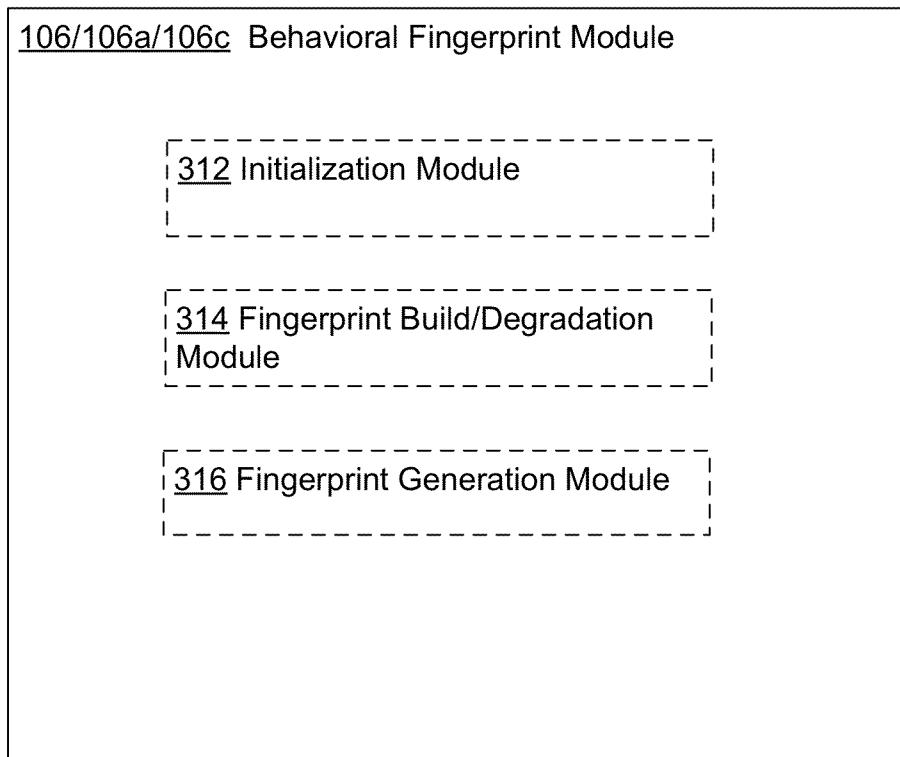 106/106a/106c Behavioral Fingerprint Module
312 Initialization Module
314 Fingerprint Build/Degradation
Module
316 Fingerprint Generation Module